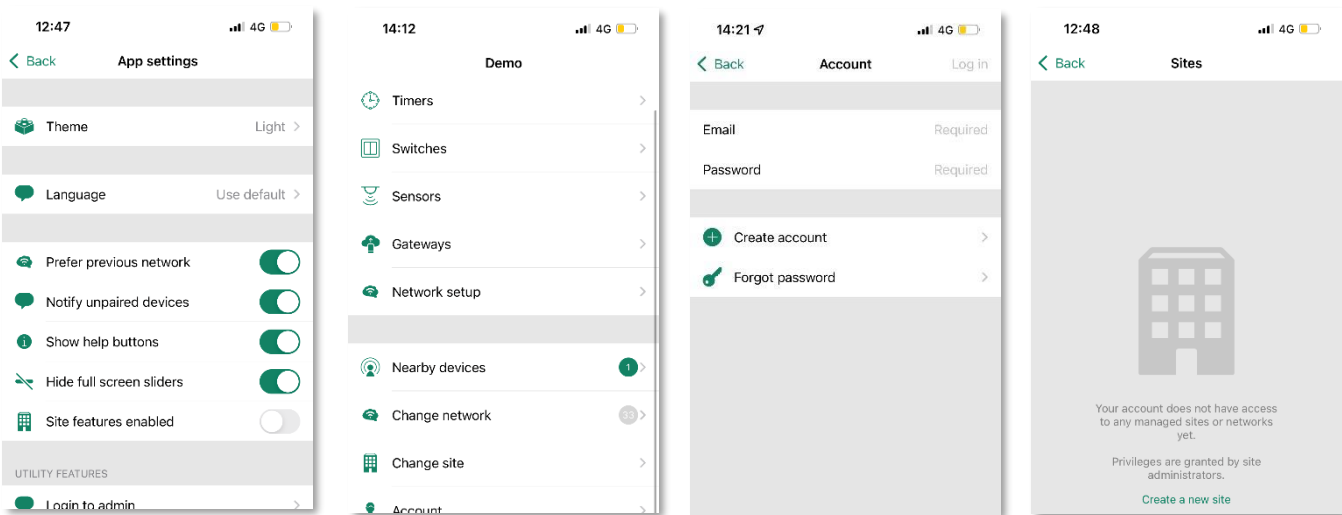 12:47
4G
Back
App settings
Theme
Light
Language
Use default
Prefer previous network
Notify unpaired devices
Show help buttons
Hide full screen sliders
Site features enabled
UTILITY FEATURES
Login to admin
14:12
4G
Demo
Timers
Switches
Sensors
Gateways
Network setup
Nearby devices
1
Change network
33
Change site
Account
14:21
4G
Back
Account
Log in
Email
Required
Password
Required
Create account
Forgot password
12:48
4G
Back
Sites
Your account does not have access
to any managed sites or networks
yet.
Privileges are granted by site
administrators.
Create a new site